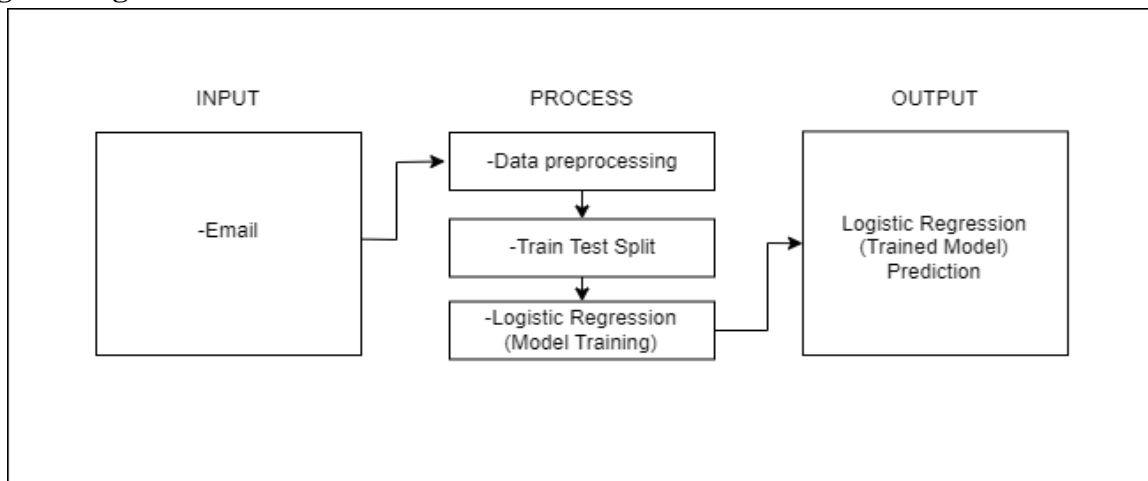 INPUT
PROCESS
OUTPUT
-Email
-Data preprocessing
-Train Test Split
-Logistic Regression
(Model Training)
Logistic Regression
(Trained Model)
Prediction